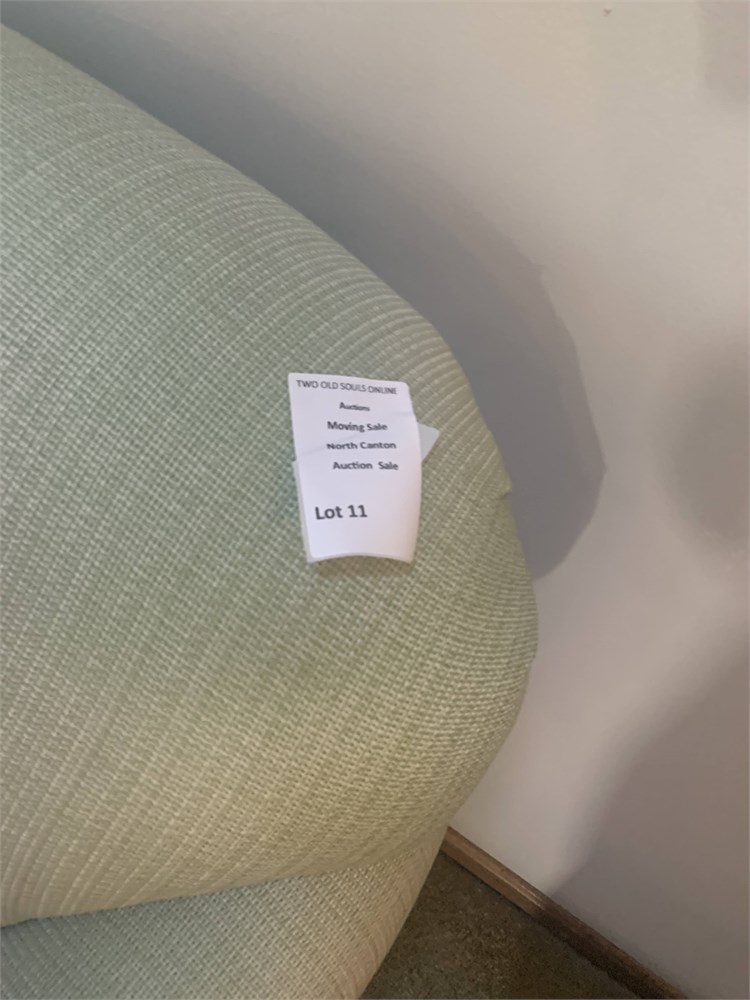 TWO OLD SOULS ONLINE
Auctions
Moving Sale
North Canton
Auction Sale
Lot 11